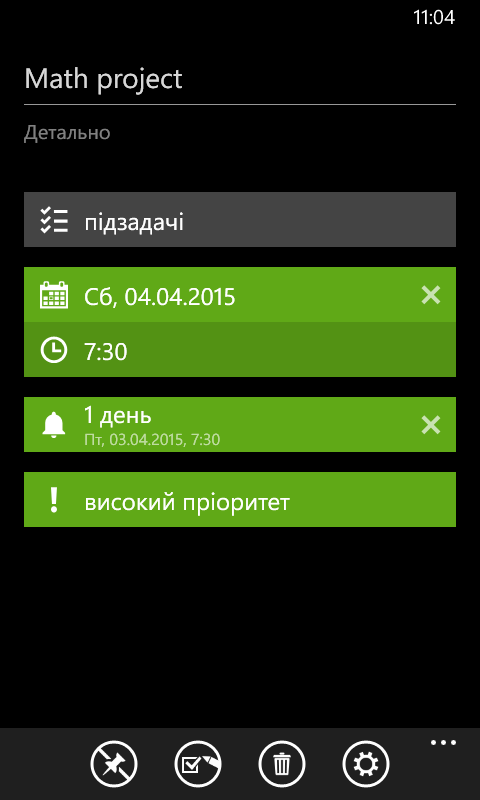 11:04
Math project
Детально
підзадачі
Сб, 04.04.2015
7:30
1 день
Пт, 03.04.2015, 7:30
високий пріоритет